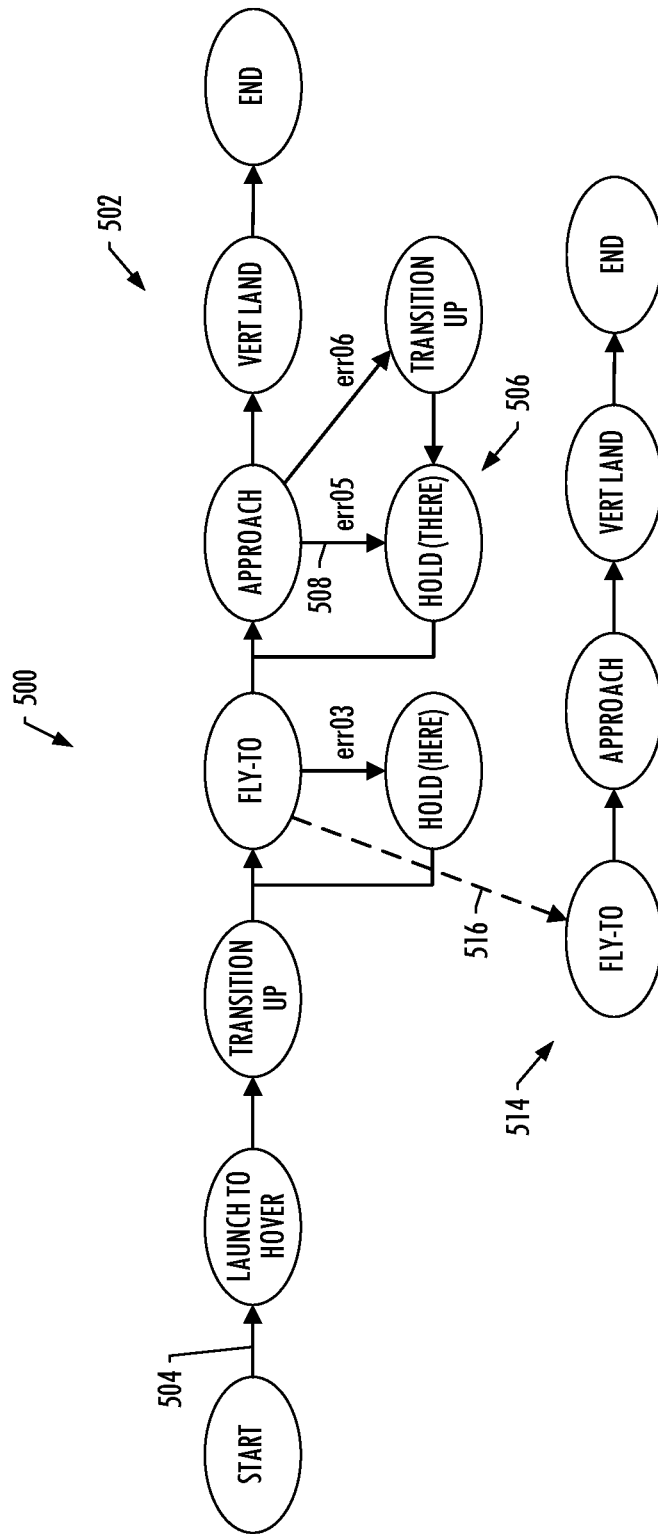 500
502
504
START
LAUNCH TO
HOVER
TRANSITION
UP
FLY-TO
APPROACH
VERT LAND
END
err03
508
err05
err06
HOLD (HERE)
HOLD (THERE)
TRANSITION
UP
506
516
514
FLY-TO
APPROACH
VERT LAND
END